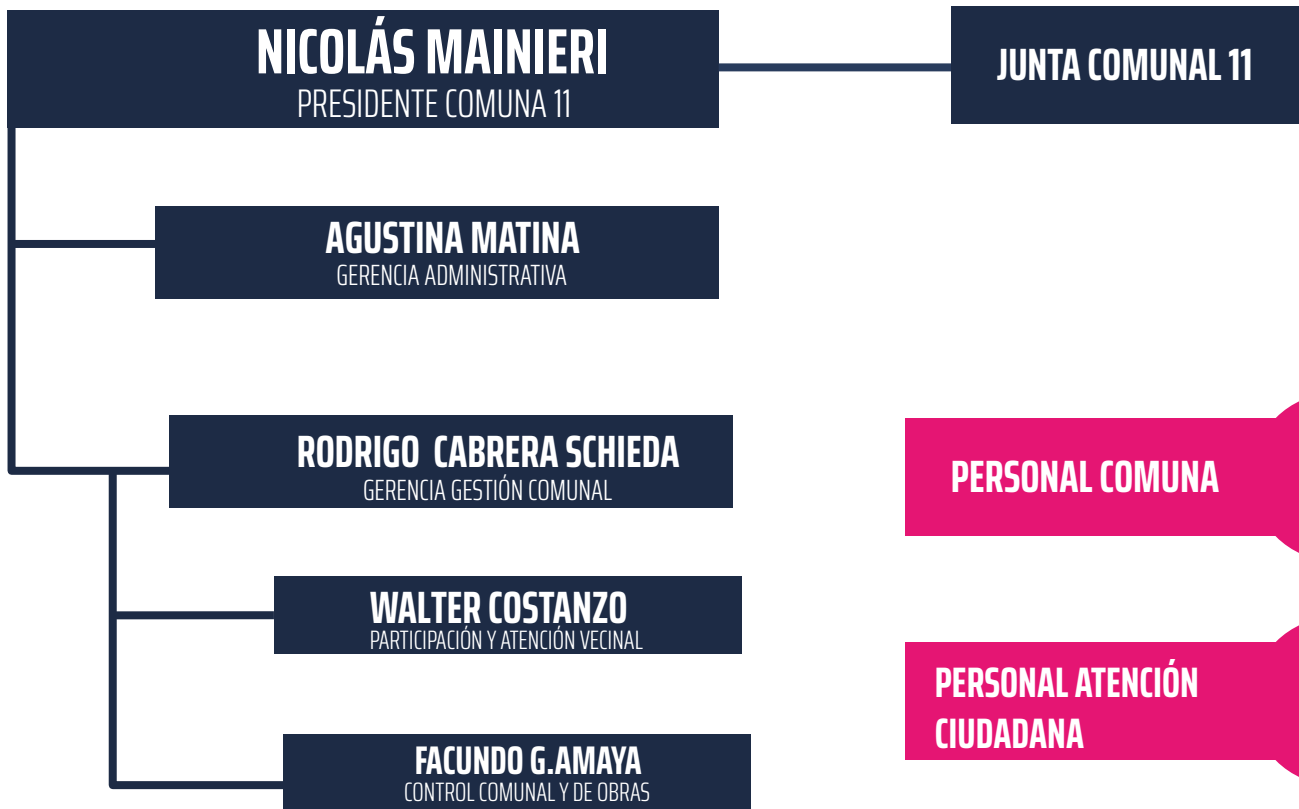 NICOLÁS MAINIERI
PRESIDENTE COMUNA 11
JUNTA COMUNAL 11
AGUSTINA MATINA
GERENCIA ADMINISTRATIVA
RODRIGO CABRERA SCHIEDA
GERENCIA GESTIÓN COMUNAL
PERSONAL COMUNA
WALTER COSTANZO
PARTICIPACIÓN Y ATENCIÓN VECINAL
PERSONAL ATENCIÓN
CIUDADANA
FACUNDO G.AMAYA
CONTROL COMUNAL Y DE OBRAS